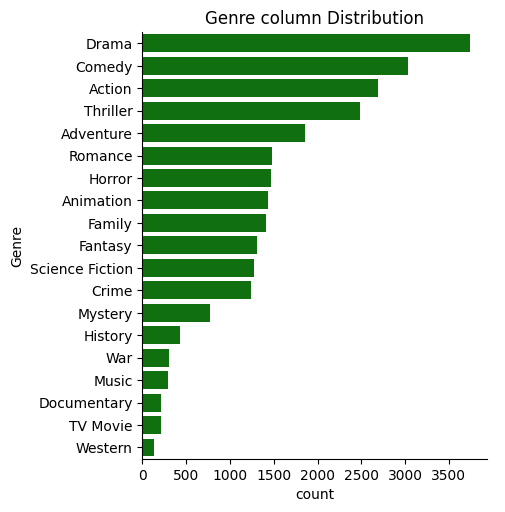 Genre column Distribution
Genre
Drama
Comedy
Action
Thriller
Adventure
Romance
Horror
Animation
Family
Fantasy
Science Fiction
Crime
Mystery
History
War
Music
Documentary
TV Movie
Western
0 500 1000 1500 2000 2500 3000 3500
count